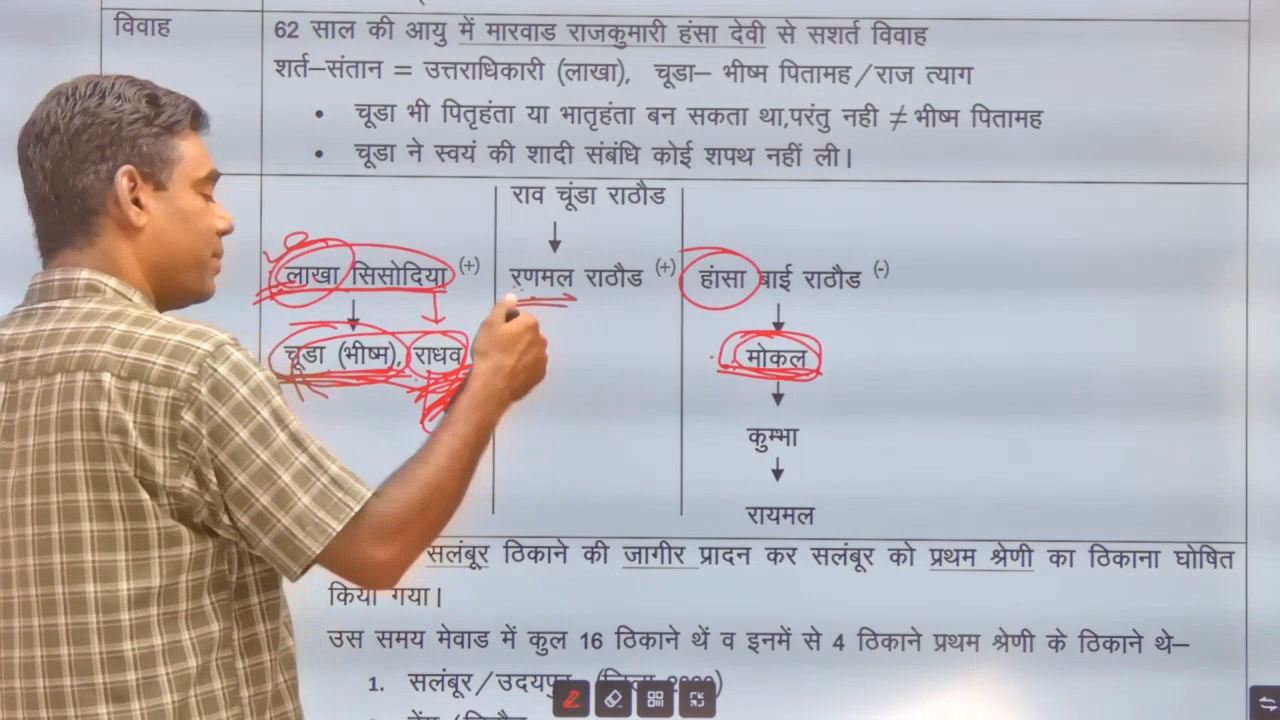 विवाह
62 साल की आयु में मारवाड राजकुमारी हंसा देवी से सशर्त विवाह
शर्त–संतान = उत्तराधिकारी (लाखा), चूडा– भीष्म पितामह/राज त्याग
• चूडा भी पितृहंता या भातृहंता बन सकता था,परंतु नही ≠ भीष्म पितामह
• चूडा ने स्वयं की शादी संबंधि कोई शपथ नहीं ली।
राव चूंडा राठौड
लाखा सिसोदिया (+) रणमल राठौड (+) हांसा बाई राठौड (-)
चूडा (भीष्म), राधव मोकल
कुम्भा
रायमल
सलंबूर ठिकाने की जागीर प्रादन कर सलंबूर को प्रथम श्रेणी का ठिकाना घोषित
किया गया।
उस समय मेवाड में कुल 16 ठिकाने थें व इनमें से 4 ठिकाने प्रथम श्रेणी के ठिकाने थे–
1. सलंबूर/उदयपुर